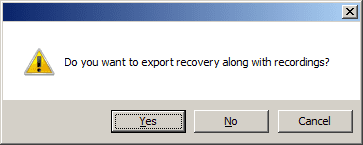 Do you want to export recovery along with recordings?
Yes No Cancel